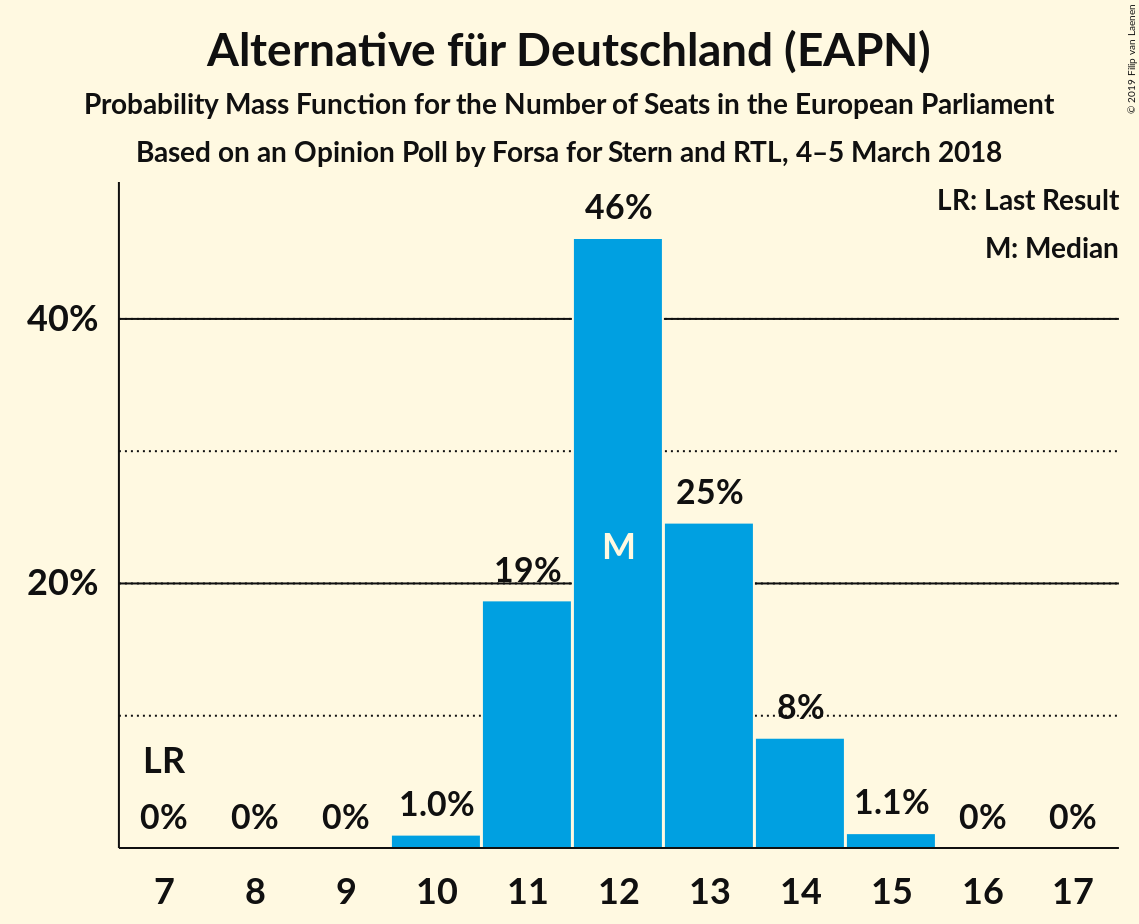 Alternative für Deutschland (EAPN)
Probability Mass Function for the Number of Seats in the European Parliament
Based on an Opinion Poll by Forsa for Stern and RTL, 4–5 March 2018
© 2019 Filip van Laenen
LR: Last Result
M: Median
46%
40%
25%
M
19%
20%
8%
LR
0%
0%
0%
1.0%
1.1%
0%
0%
7 8 9 10 11 12 13 14 15 16 17